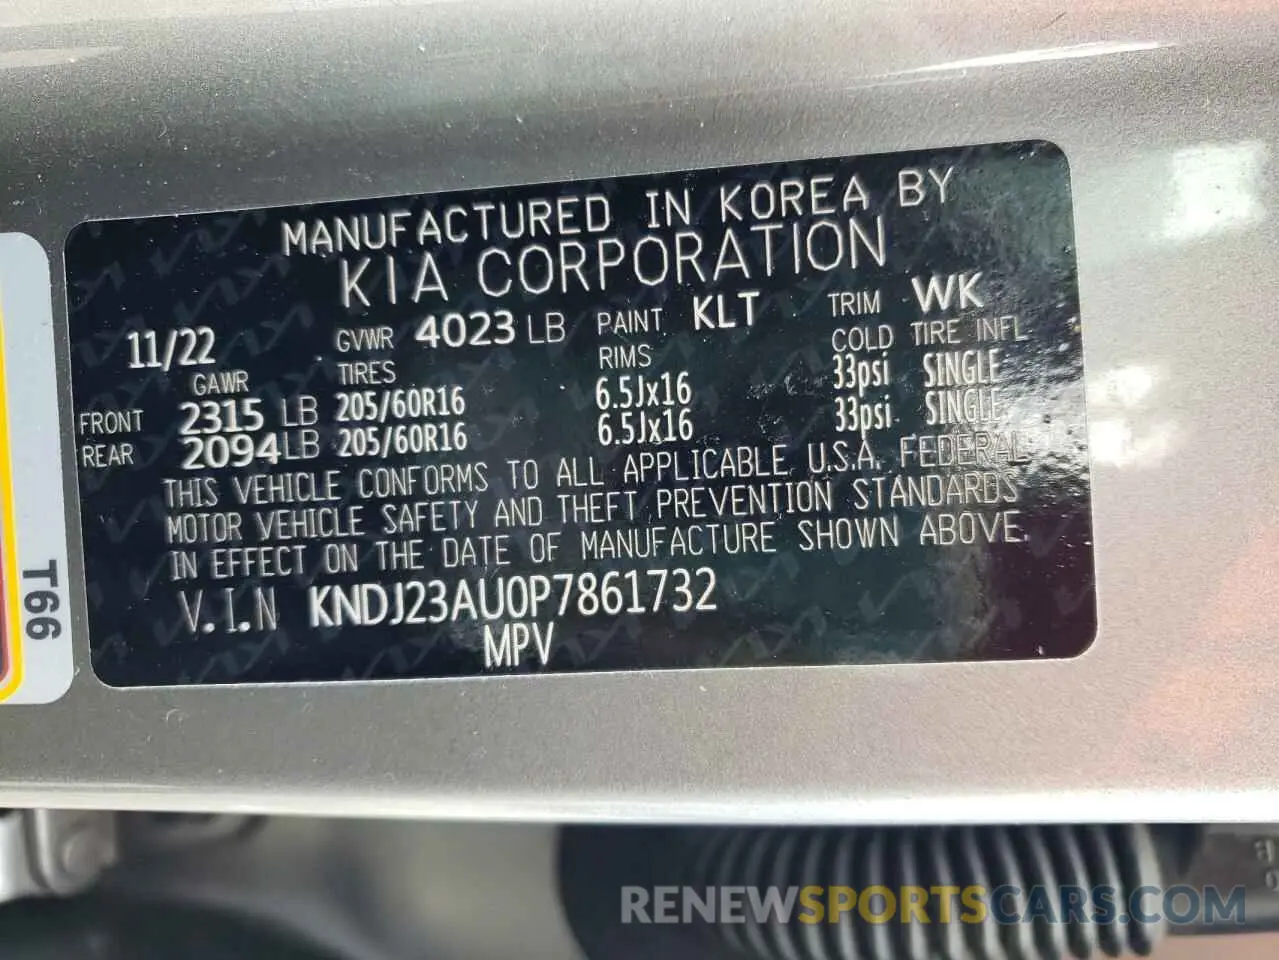 MANUFACTURED IN KOREA BY
KIA CORPORATION
11/22 GVWR 4023 LB PAINT KLT TRIM WK
GAWR TIRES RIMS COLD TIRE INFL
FRONT 2315 LB 205/60R16 6.5Jx16 33psi SINGLE
REAR 2094LB 205/60R16 6.5Jx16 33psi SINGLE
THIS VEHICLE CONFORMS TO ALL APPLICABLE U.S.A. FEDERAL
MOTOR VEHICLE SAFETY AND THEFT PREVENTION STANDARDS
IN EFFECT ON THE DATE OF MANUFACTURE SHOWN ABOVE.
V.I.N KNDJ23AU0P7861732
MPV
T66
RENEWSPORTSCARS.COM